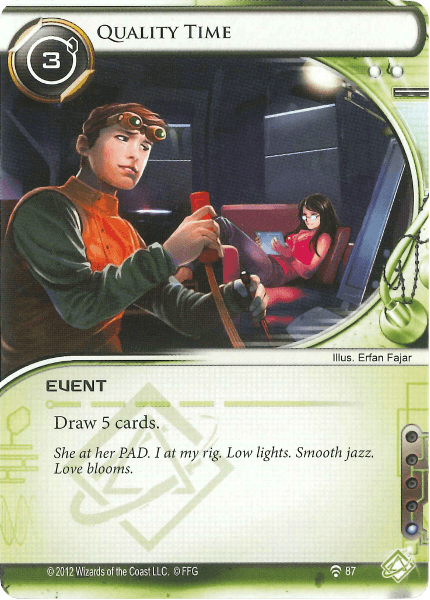 QUALITY TIME
3
Illus. Erfan Fajar
EVENT
Draw 5 cards.
She at her PAD. I at my rig. Low lights. Smooth jazz.
Love blooms.
© 2012 Wizards of the Coast LLC. © FFG
87